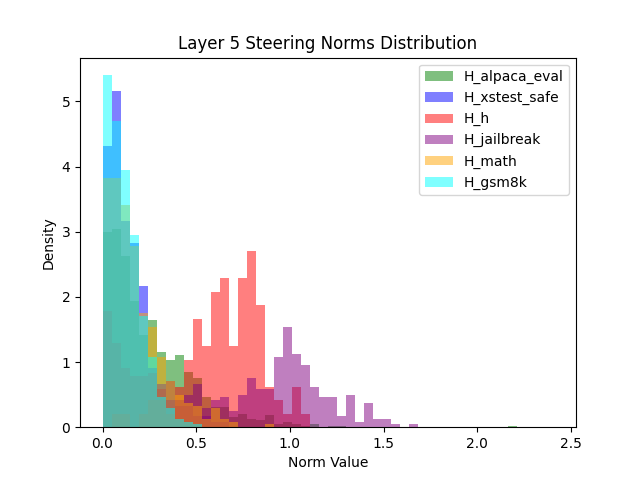 Layer 5 Steering Norms Distribution
H_alpaca_eval
H_xstest_safe
H_h
H_jailbreak
H_math
H_gsm8k
Density
5
4
3
2
1
0
0.0 0.5 1.0 1.5 2.0 2.5
Norm Value